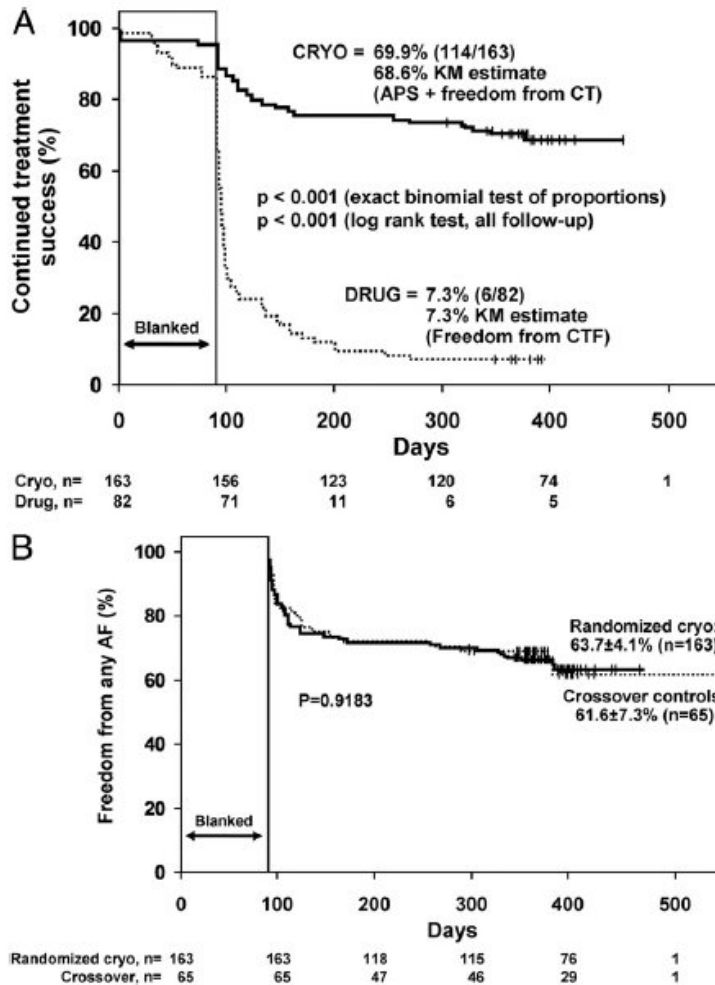 A
Continued treatment
success (%)
100
80
60
40
20
0
CRYO = 69.9% (114/163)
68.6% KM estimate
(APS + freedom from CT)
p < 0.001 (exact binomial test of proportions)
p < 0.001 (log rank test, all follow-up)
DRUG = 7.3% (6/82)
7.3% KM estimate
(Freedom from CTF)
Blanked
0 100 200 300 400 500
Days
Cryo, n= 163 156 123 120 74 1
Drug, n= 82 71 11 6 5
B
Freedom from any AF (%)
100
80
60
40
20
0
Randomized cryo:
63.7±4.1% (n=163)
P=0.9183
Crossover controls
61.6±7.3% (n=65)
Blanked
0 100 200 300 400 500
Days
Randomized cryo, n= 163 163 118 115 76 1
Crossover, n= 65 65 47 46 29 1